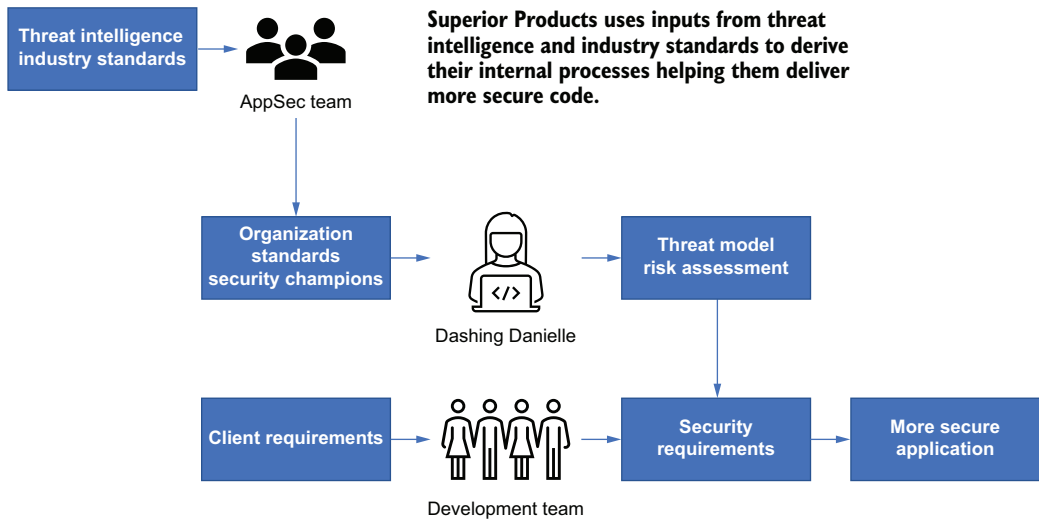 Threat intelligence
industry standards
AppSec team
Superior Products uses inputs from threat
intelligence and industry standards to derive
their internal processes helping them deliver
more secure code.
Organization
standards
security champions
</>
Dashing Danielle
Threat model
risk assessment
Client requirements
Development team
Security
requirements
More secure
application